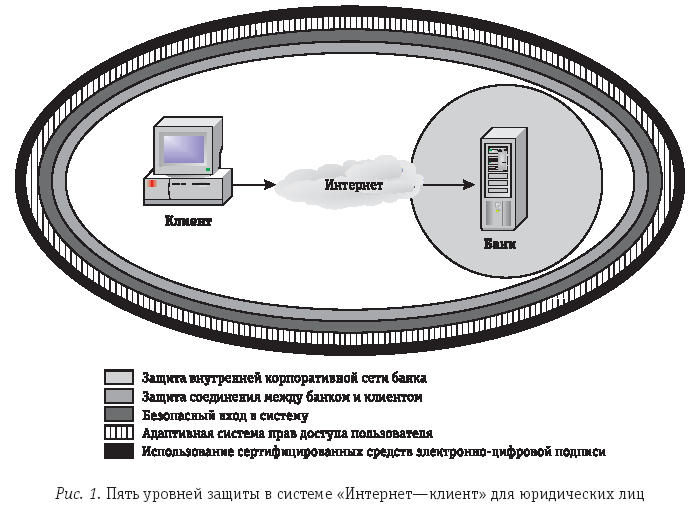 Интернет
Клиент
Банк
Защита внутренней корпоративной сети банка
Защита соединения между банком и клиентом
Безопасный вход в систему
Адаптивная система прав доступа пользователя
Использование сертифицированных средств электронно-цифровой подписи
Рис. 1. Пять уровней защиты в системе «Интернет—клиент» для юридических лиц